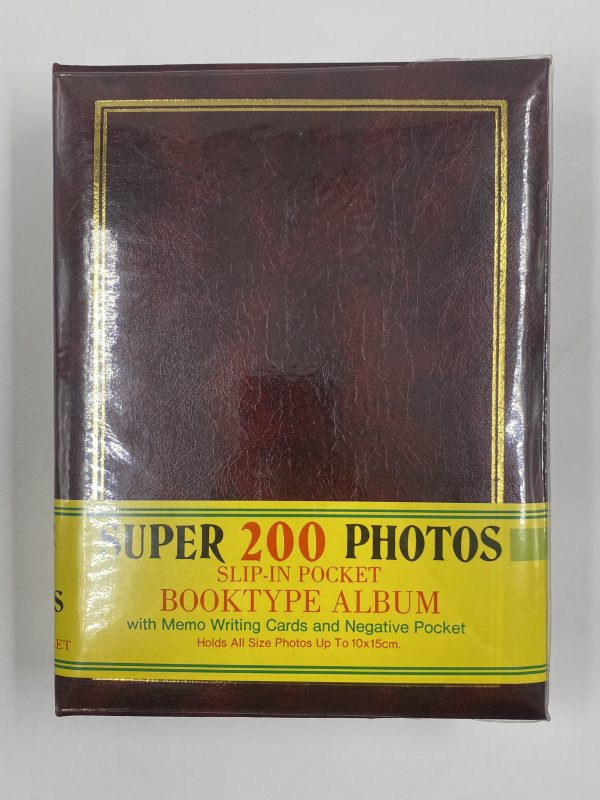 SUPER 200 PHOTOS
SLIP-IN POCKET
BOOKTYPE ALBUM
with Memo Writing Cards and Negative Pocket
Holds All Size Photos Up To 10x15cm.
S
ET